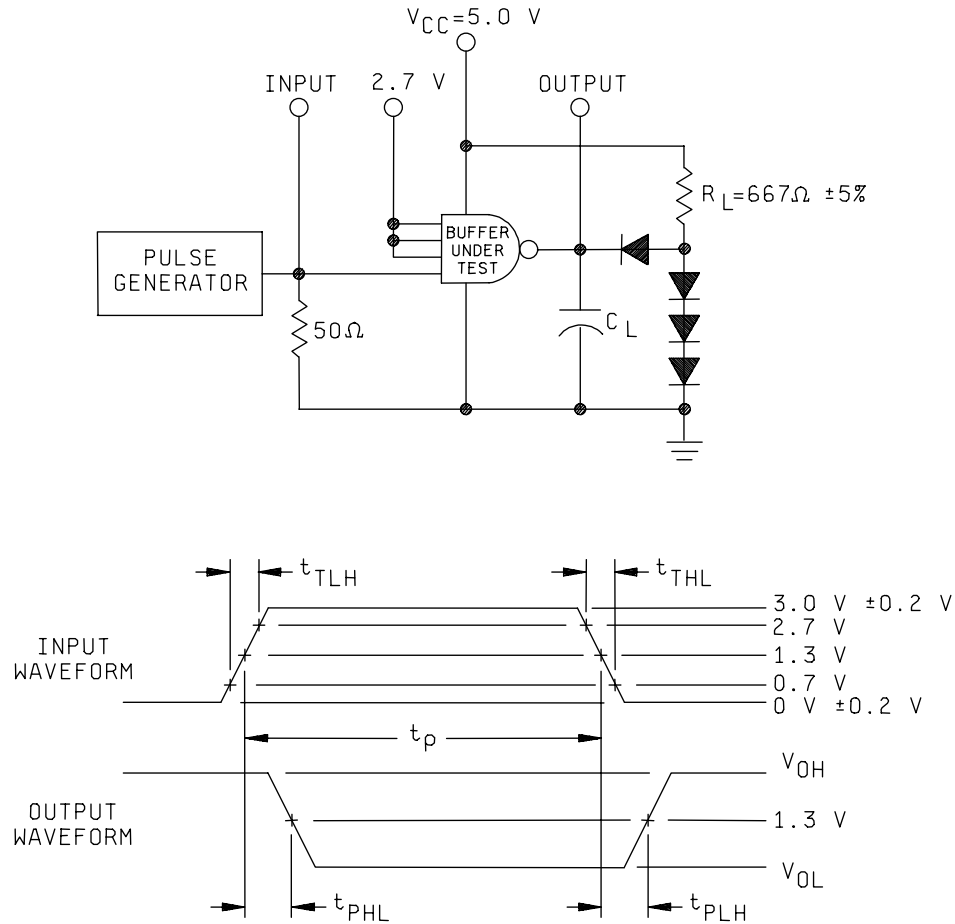 V_CC=5.0 V
INPUT
2.7 V
OUTPUT
R_L=667Ω ±5%
BUFFER
UNDER
TEST
PULSE
GENERATOR
50Ω
C_L
t_TLH
t_THL
3.0 V ±0.2 V
2.7 V
INPUT
WAVEFORM
1.3 V
0.7 V
0 V ±0.2 V
t_p
V_OH
OUTPUT
WAVEFORM
1.3 V
V_OL
t_PHL
t_PLH